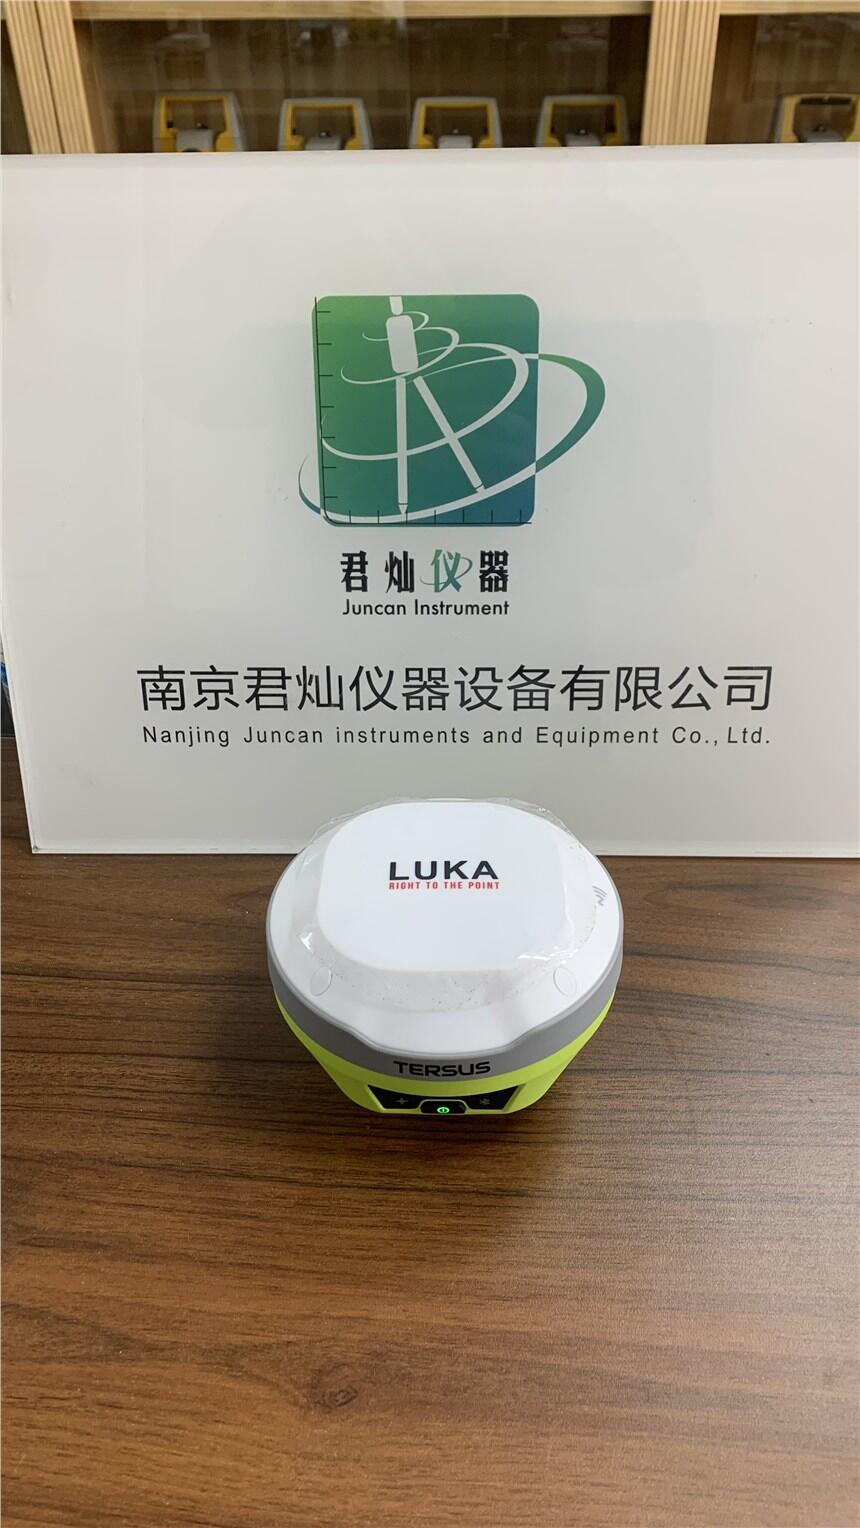 君灿仪器
Juncan Instrument
南京君灿仪器设备有限公司
Nanjing Juncan instruments and Equipment Co., Ltd.
LUKA
RIGHT TO THE POINT
TERSUS